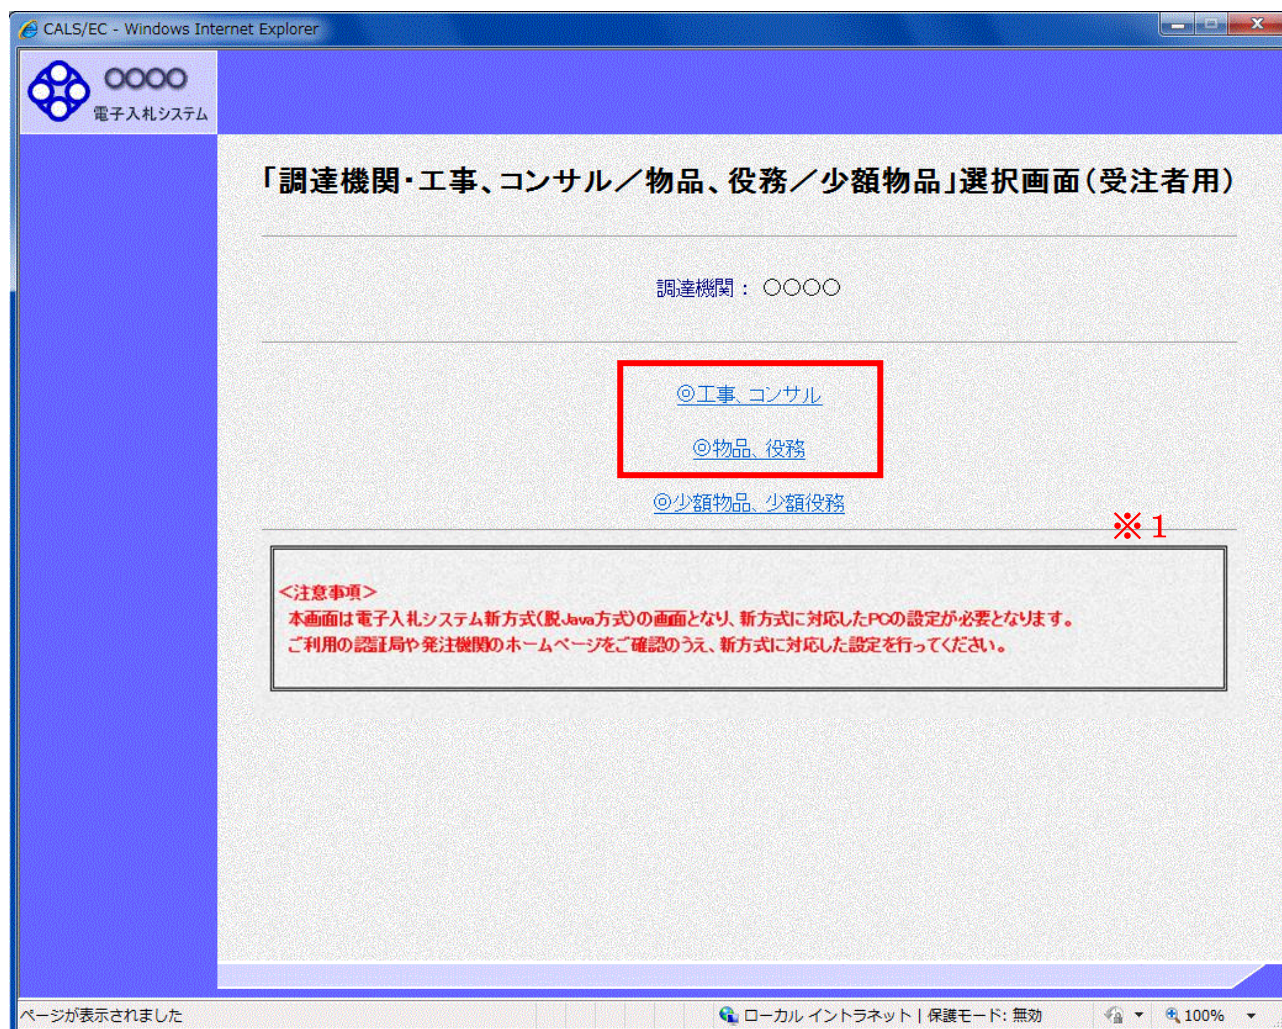 CALS/EC - Windows Internet Explorer
○○○○
電子入札システム
「調達機関・工事、コンサル／物品、役務／少額物品」選択画面(受注者用)
調達機関： ○○○○
◎工事、コンサル
◎物品、役務
◎少額物品、少額役務
※１
＜注意事項＞
本画面は電子入札システム新方式(脱Java方式)の画面となり、新方式に対応したPCの設定が必要となります。
ご利用の認証局や発注機関のホームページをご確認のうえ、新方式に対応した設定を行ってください。
ページが表示されました
ローカル イントラネット | 保護モード: 無効
100%